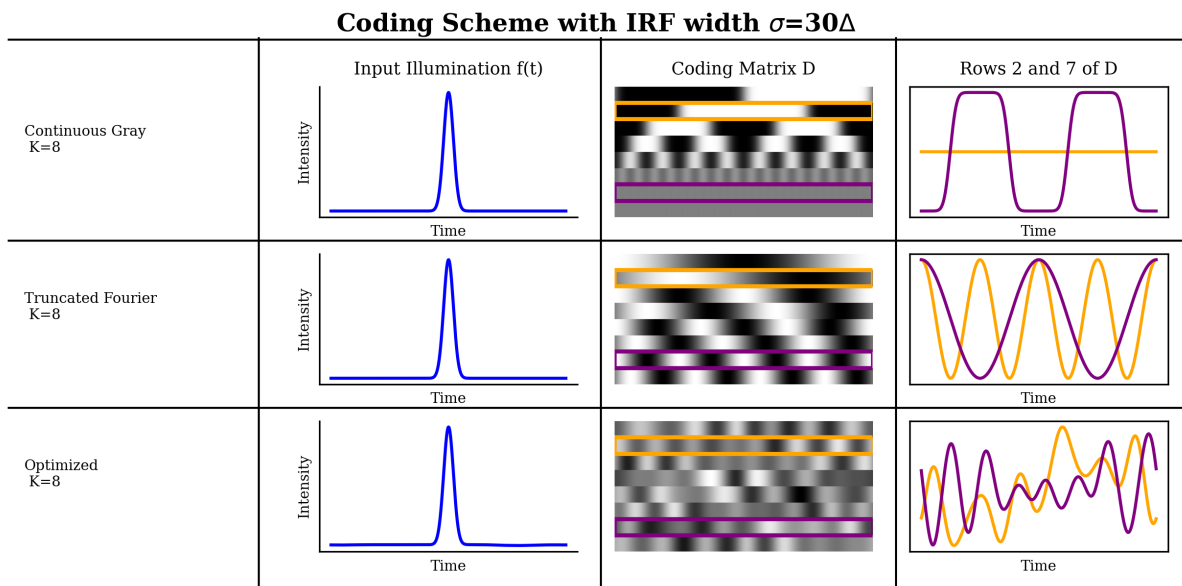 Coding Scheme with IRF width σ=30Δ
Input Illumination f(t)
Coding Matrix D
Rows 2 and 7 of D
Continuous Gray
K=8
Intensity
Time
Time
Truncated Fourier
K=8
Intensity
Time
Time
Optimized
K=8
Intensity
Time
Time